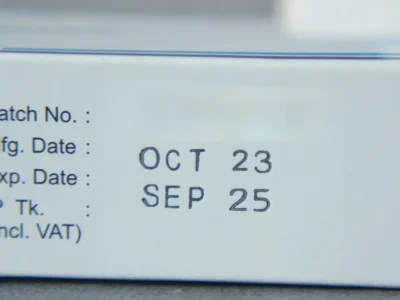 atch No. :
fg. Date : OCT 23
xp. Date : SEP 25
P Tk. :
ncl. VAT)